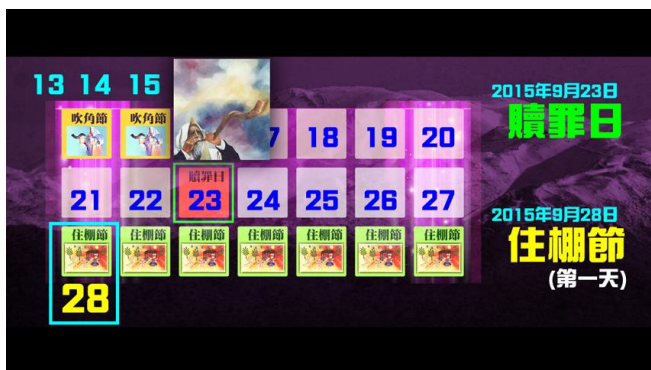 13 14 15
2015年9月23日
贖罪日
吹角節 吹角節
7 18 19 20
贖罪日
21 22 23 24 25 26 27
2015年9月28日
住棚節
(第一天)
住棚節 住棚節 住棚節 住棚節 住棚節 住棚節 住棚節
28